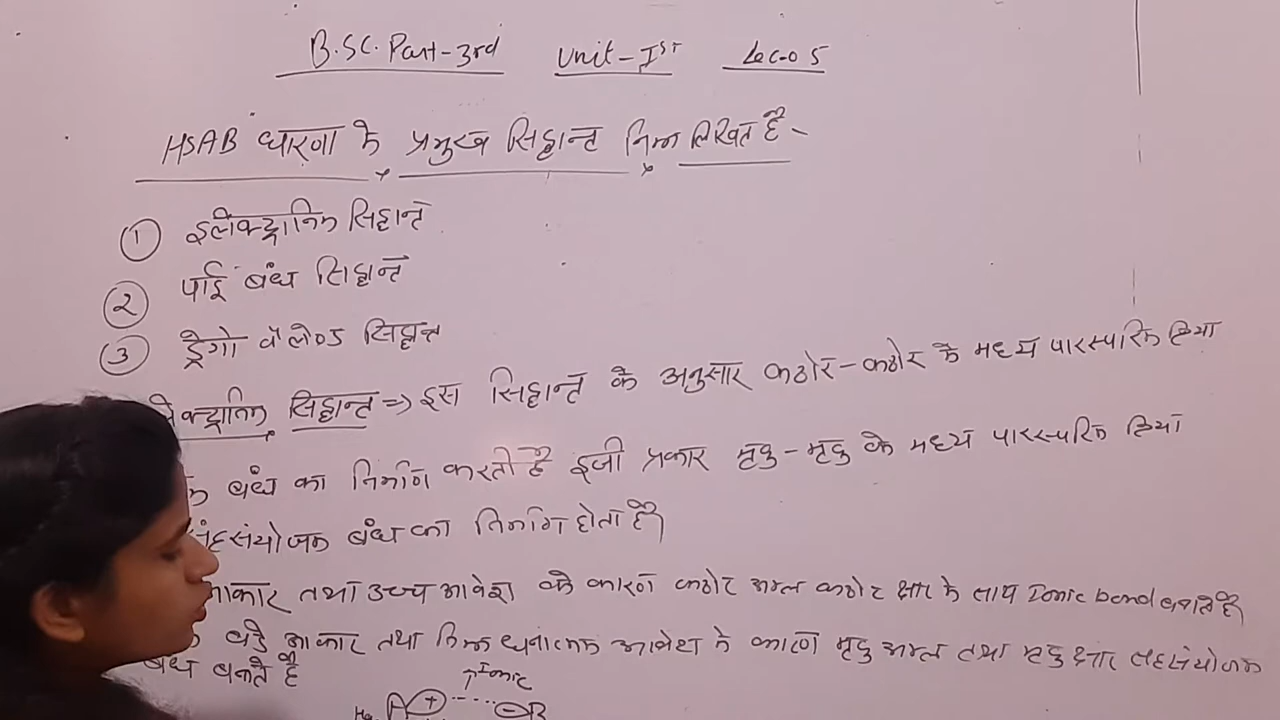 B.SC. Part-3rd Unit-Ist Lec-05
HSAB धारणा के प्रमुख सिद्धान्त निम्न लिखित है -
① इलेक्ट्रानिक सिद्धान्त
② पाई बंध सिद्धान्त
③ ड्रैगो वैलेण्ड सिद्धान्त
क्ट्रानिक सिद्धान्त ⇒ इस सिद्धान्त के अनुसार कठोर-कठोर के मध्य पारस्परिक क्रिया
क बंध का निर्माण करती है इसी प्रकार मृदु-मृदु के मध्य पारस्परिक क्रिया
सहसंयोजक बंध का निर्माण होता है।
आकार तथा उच्च आवेश के कारण कठोर अम्ल कठोर क्षार के साथ Ionic bond बनाते है।
बड़े आकार तथा निम्न धनात्मक आवेश के कारण मृदु अम्ल तथा मृदु क्षार सहसंयोजक
बंध बनाते है
Ionic
+ - B